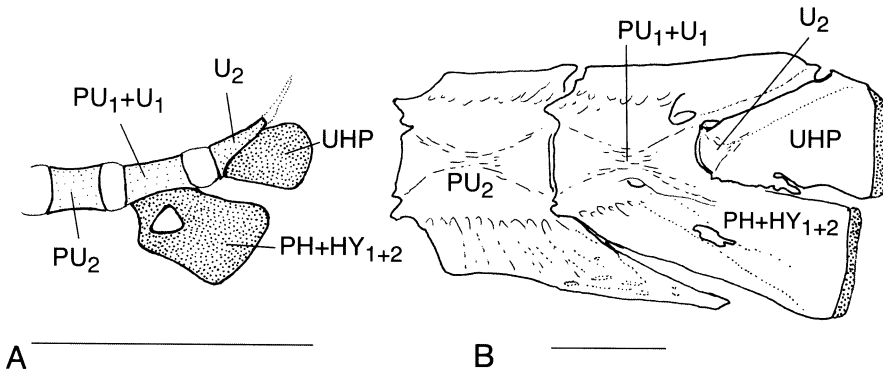 PU₁+U₁
U₂
UHP
PU₂
PH+HY₁₊₂
A
PU₁+U₁
U₂
UHP
PU₂
PH+HY₁₊₂
B